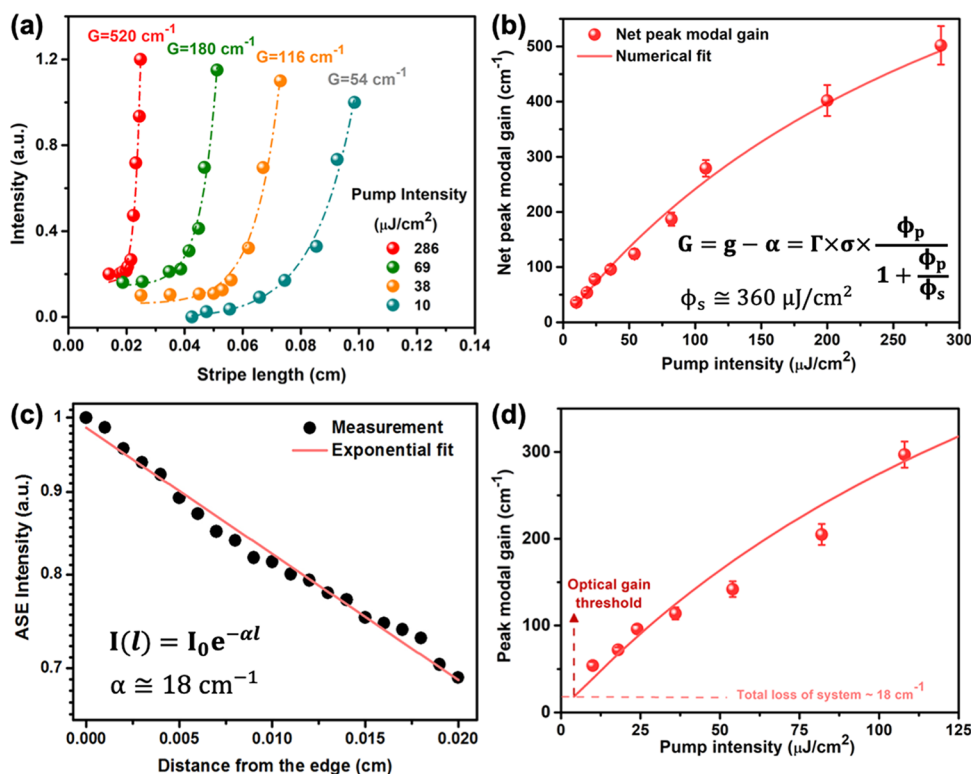 (a)
G=520 cm⁻¹
G=180 cm⁻¹
G=116 cm⁻¹
G=54 cm⁻¹
Intensity (a.u.)
1.2
0.9
0.6
0.3
0.0
Pump Intensity
(μJ/cm²)
286
69
38
10
0.00 0.02 0.04 0.06 0.08 0.10 0.12 0.14
Stripe length (cm)
(b)
Net peak modal gain
Numerical fit
Net peak modal gain (cm⁻¹)
500
400
300
200
100
0
G = g − α = Γ×σ× ϕp / (1 + ϕp/ϕs)
ϕs ≅ 360 μJ/cm²
0 50 100 150 200 250 300
Pump intensity (μJ/cm²)
(c)
Measurement
Exponential fit
ASE Intensity (a.u.)
1
0.9
0.8
0.7
I(l) = I₀e^{−αl}
α ≅ 18 cm⁻¹
0.000 0.005 0.010 0.015 0.020
Distance from the edge (cm)
(d)
Peak modal gain (cm⁻¹)
300
200
100
0
Optical gain
threshold
Total loss of system ~ 18 cm⁻¹
0 25 50 75 100 125
Pump intensity (μJ/cm²)